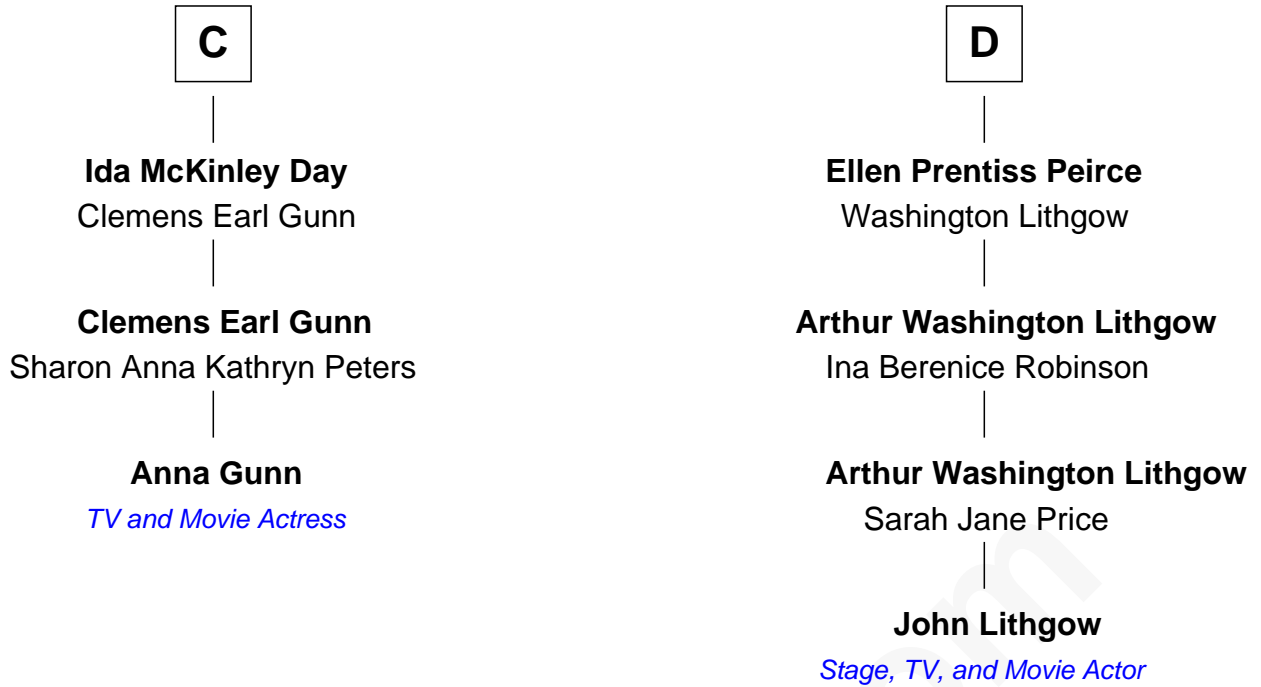 C
Ida McKinley Day
Clemens Earl Gunn
Clemens Earl Gunn
Sharon Anna Kathryn Peters
Anna Gunn
TV and Movie Actress
D
Ellen Prentiss Peirce
Washington Lithgow
Arthur Washington Lithgow
Ina Berenice Robinson
Arthur Washington Lithgow
Sarah Jane Price
John Lithgow
Stage, TV, and Movie Actor